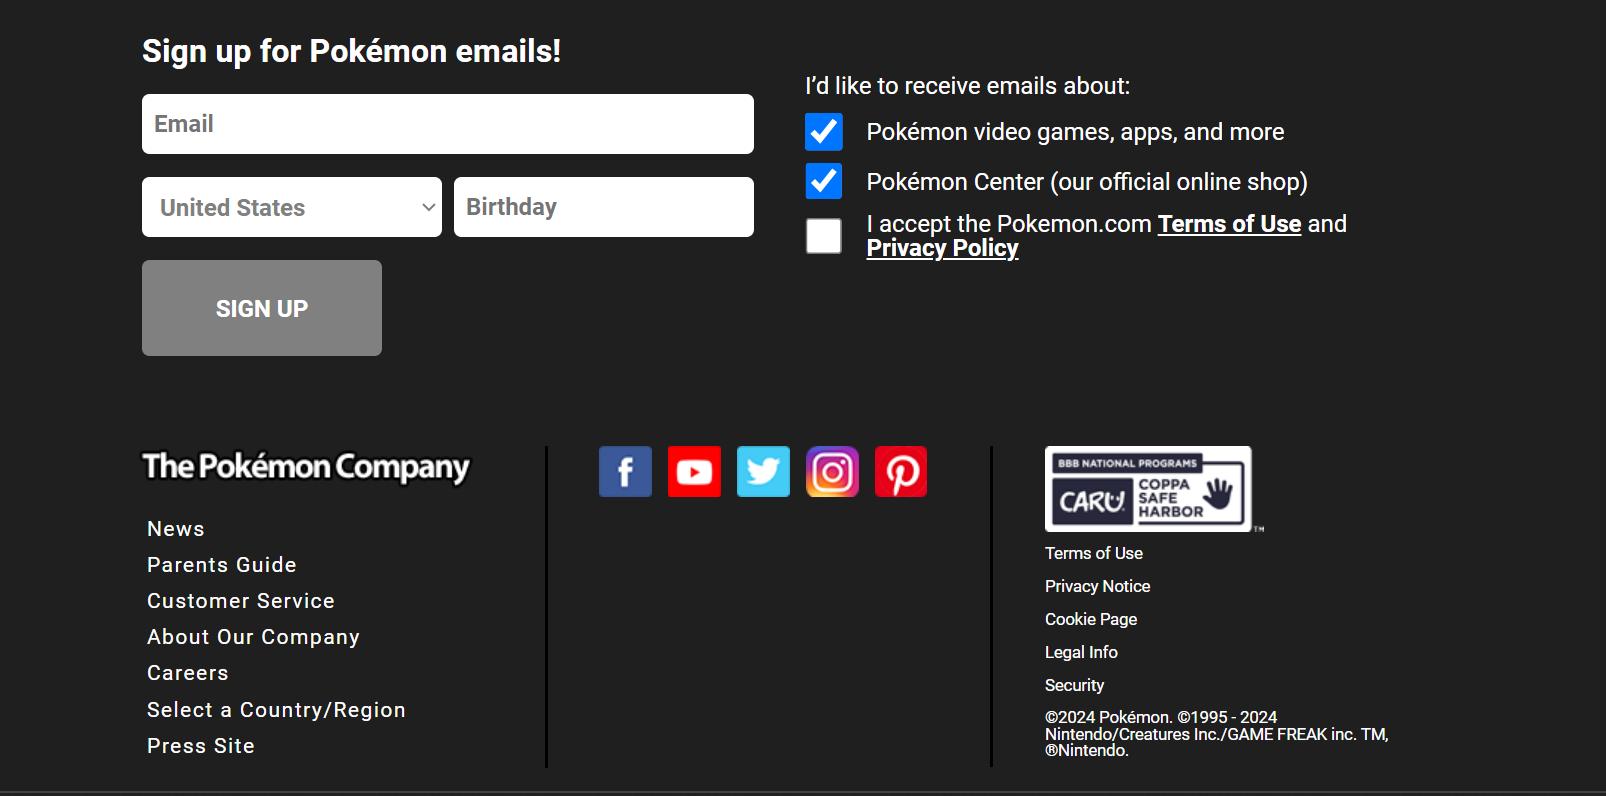 Sign up for Pokémon emails!
Email
United States
Birthday
SIGN UP
I’d like to receive emails about:
Pokémon video games, apps, and more
Pokémon Center (our official online shop)
I accept the Pokemon.com Terms of Use and
Privacy Policy
The Pokémon Company
News
Parents Guide
Customer Service
About Our Company
Careers
Select a Country/Region
Press Site
f
BBB NATIONAL PROGRAMS
CARU
COPPA
SAFE
HARBOR
TM
Terms of Use
Privacy Notice
Cookie Page
Legal Info
Security
©2024 Pokémon. ©1995 - 2024
Nintendo/Creatures Inc./GAME FREAK inc. TM,
®Nintendo.